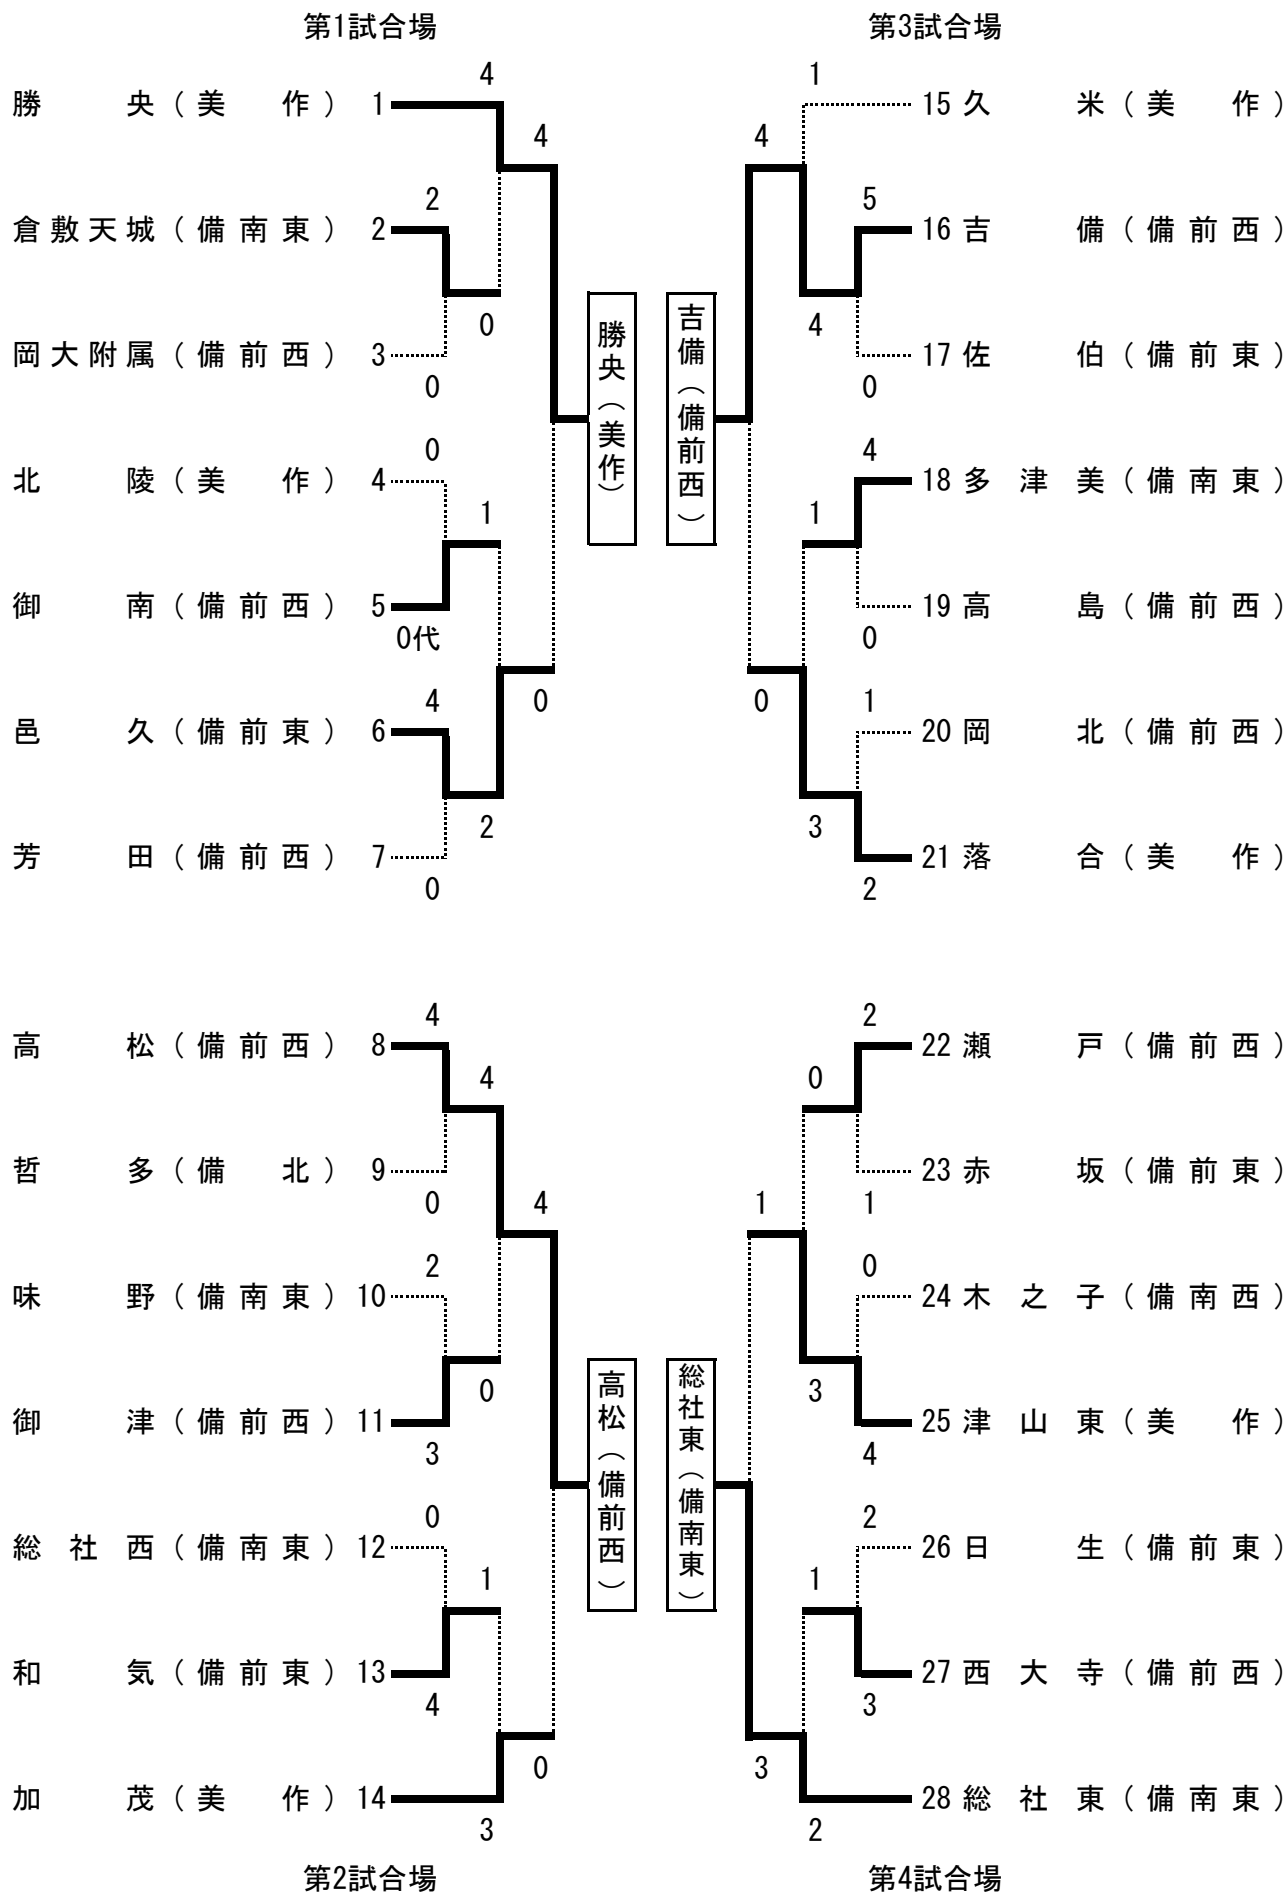 第1試合場
4
勝央(美作) 1
4
2
倉敷天城(備南東) 2
0
岡大附属(備前西) 3
0
0
北陵(美作) 4
1
御南(備前西) 5
0代
4
0
邑久(備前東) 6
2
芳田(備前西) 7
0
勝央(美作)
第3試合場
1
15 久米(美作)
4
5
16 吉備(備前西)
4
17 佐伯(備前東)
0
4
18 多津美(備南東)
1
19 高島(備前西)
0
0
1
20 岡北(備前西)
3
21 落合(美作)
2
吉備(備前西)
4
高松(備前西) 8
4
哲多(備北) 9
0
4
2
味野(備南東) 10
0
御津(備前西) 11
3
0
総社西(備南東) 12
1
和気(備前東) 13
4
0
加茂(美作) 14
3
高松(備前西)
第2試合場
2
22 瀬戸(備前西)
0
23 赤坂(備前東)
1
1
0
24 木之子(備南西)
3
25 津山東(美作)
4
2
26 日生(備前東)
1
27 西大寺(備前西)
3
3
28 総社東(備南東)
2
総社東(備南東)
第4試合場